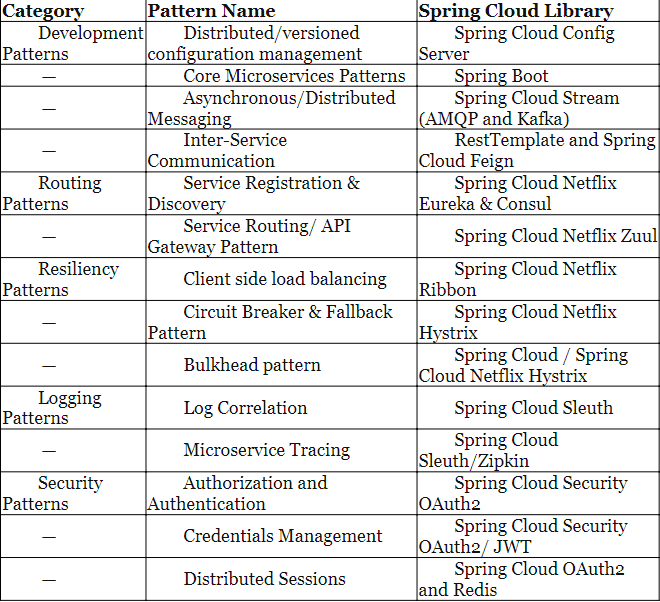 Category Pattern Name Spring Cloud Library
Development Patterns
Distributed/versioned configuration management
Spring Cloud Config Server
— Core Microservices Patterns Spring Boot
—
Asynchronous/Distributed Messaging
Spring Cloud Stream (AMQP and Kafka)
—
Inter-Service Communication
RestTemplate and Spring Cloud Feign
Routing Patterns
Service Registration & Discovery
Spring Cloud Netflix Eureka & Consul
—
Service Routing/ API Gateway Pattern
Spring Cloud Netflix Zuul
Resiliency Patterns
Client side load balancing
Spring Cloud Netflix Ribbon
—
Circuit Breaker & Fallback Pattern
Spring Cloud Netflix Hystrix
—
Bulkhead pattern
Spring Cloud / Spring Cloud Netflix Hystrix
Logging Patterns
Log Correlation
Spring Cloud Sleuth
—
Microservice Tracing
Spring Cloud Sleuth/Zipkin
Security Patterns
Authorization and Authentication
Spring Cloud Security OAuth2
—
Credentials Management
Spring Cloud Security OAuth2/ JWT
—
Distributed Sessions
Spring Cloud OAuth2 and Redis